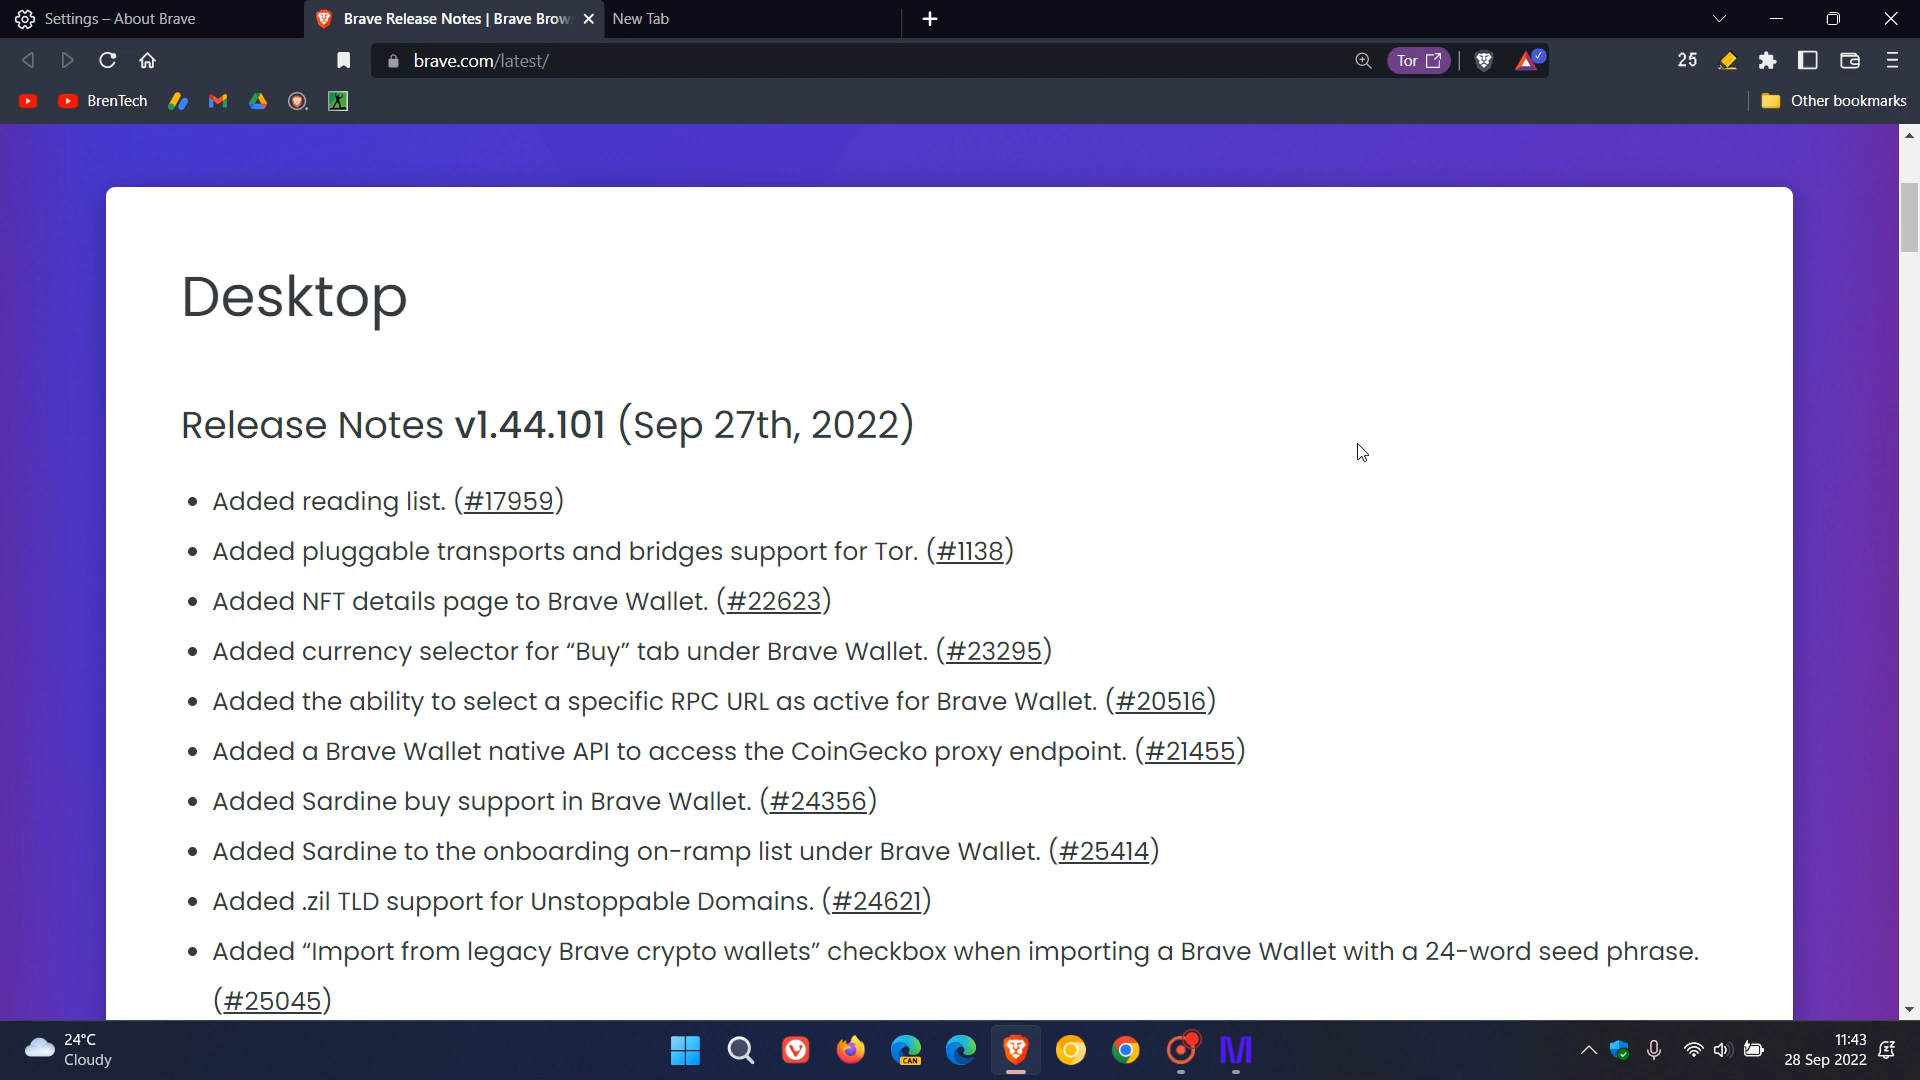 Settings – About Brave
Brave Release Notes | Brave Brow
New Tab
brave.com/latest/
Tor
25
BrenTech
Other bookmarks
Desktop
Release Notes v1.44.101 (Sep 27th, 2022)
• Added reading list. (#17959)
• Added pluggable transports and bridges support for Tor. (#1138)
• Added NFT details page to Brave Wallet. (#22623)
• Added currency selector for “Buy” tab under Brave Wallet. (#23295)
• Added the ability to select a specific RPC URL as active for Brave Wallet. (#20516)
• Added a Brave Wallet native API to access the CoinGecko proxy endpoint. (#21455)
• Added Sardine buy support in Brave Wallet. (#24356)
• Added Sardine to the onboarding on-ramp list under Brave Wallet. (#25414)
• Added .zil TLD support for Unstoppable Domains. (#24621)
• Added “Import from legacy Brave crypto wallets” checkbox when importing a Brave Wallet with a 24-word seed phrase.
(#25045)
24°C
Cloudy
CAN
11:43
28 Sep 2022